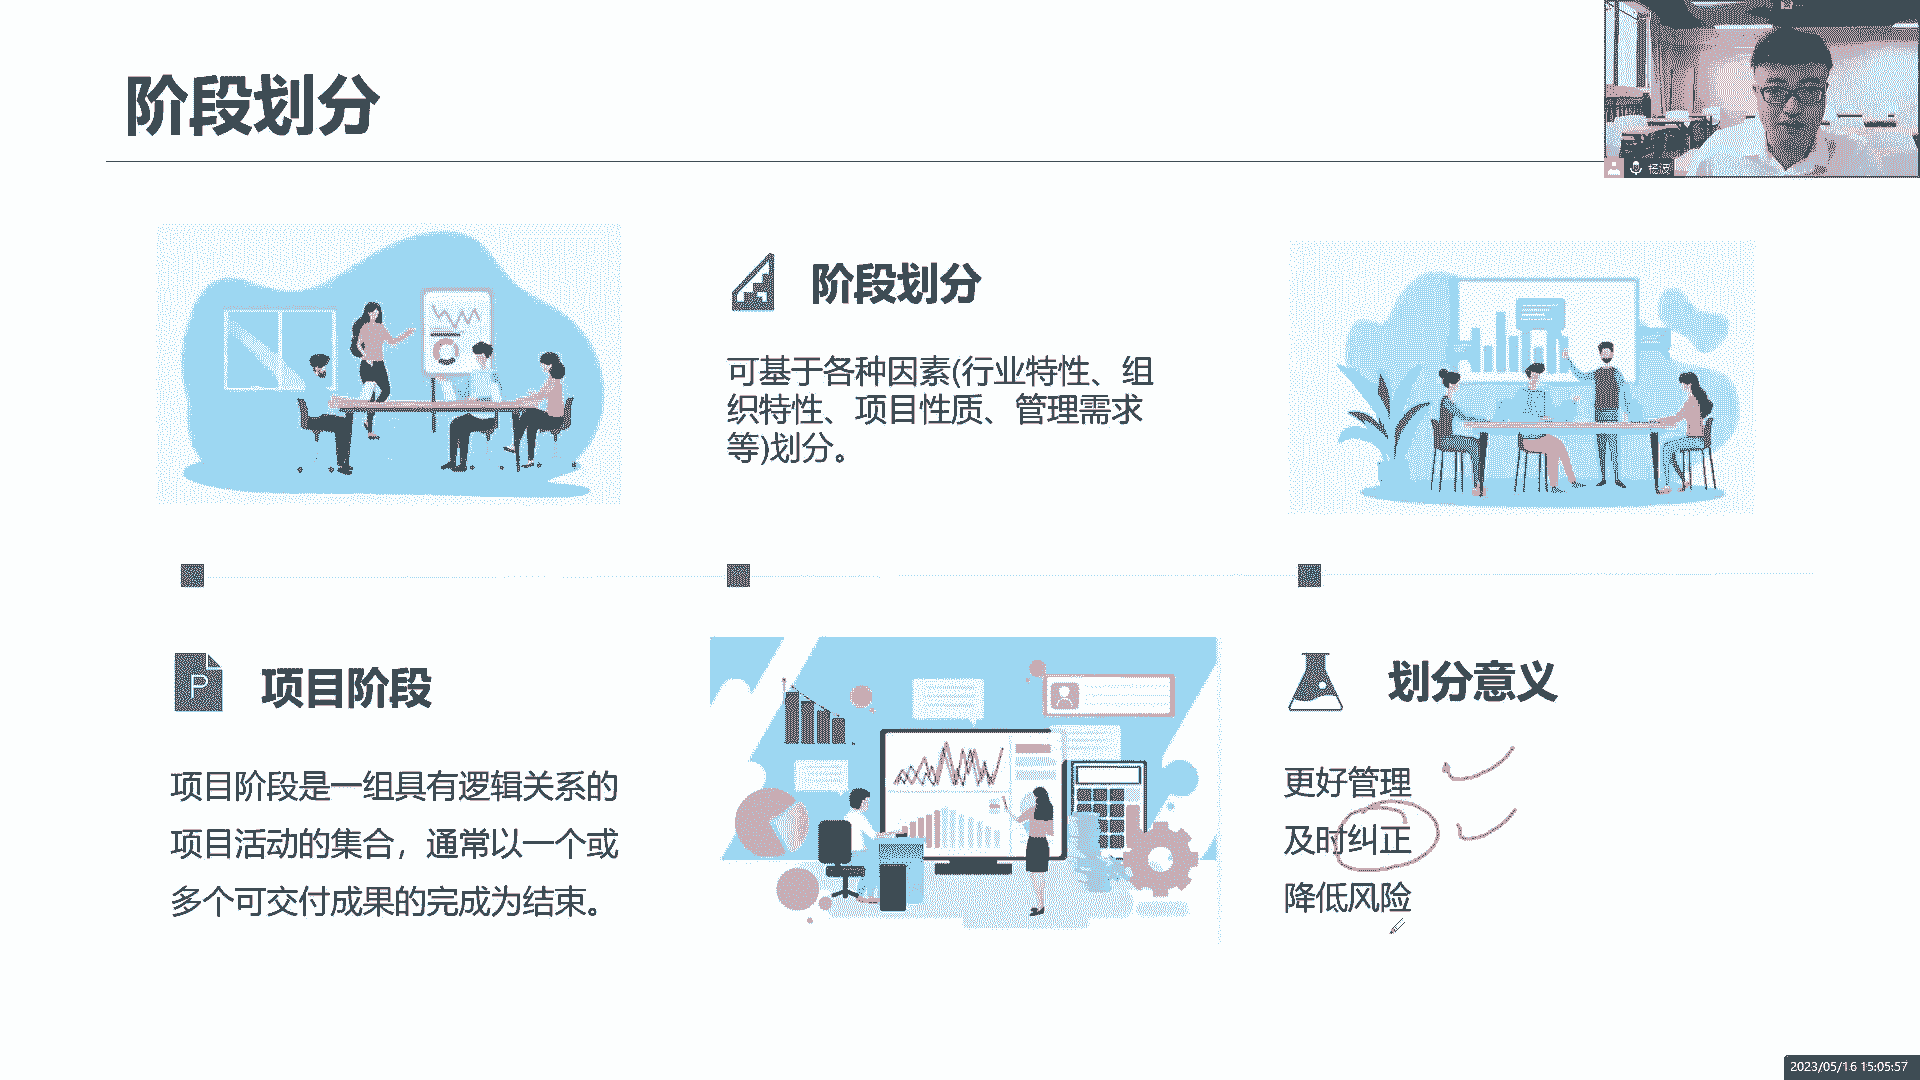 阶段划分
杨波
阶段划分
可基于各种因素(行业特性、组
织特性、项目性质、管理需求
等)划分。
P
项目阶段
项目阶段是一组具有逻辑关系的
项目活动的集合，通常以一个或
多个可交付成果的完成为结束。
划分意义
更好管理
及时纠正
降低风险
2023/05/16 15:05:57